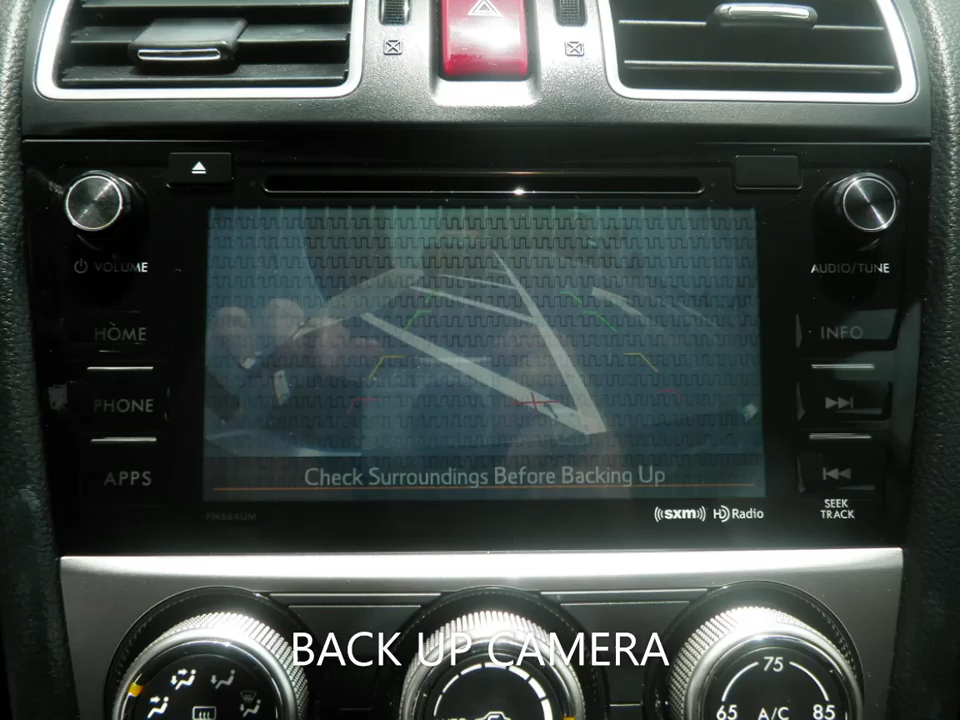 VOLUME
AUDIO/TUNE
HOME
INFO
PHONE
APPS
Check Surroundings Before Backing Up
SEEK
TRACK
FM664UM
((sxm)) HD Radio
BACK UP CAMERA
75
65 A/C 85